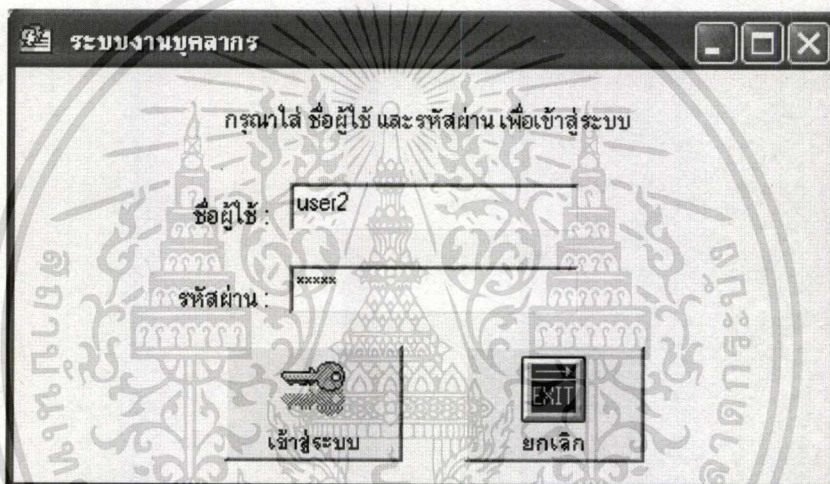 ระบบงานบุคลากร
กรุณาใส่ ชื่อผู้ใช้ และรหัสผ่าน เพื่อเข้าสู่ระบบ
ชื่อผู้ใช้ : user2
รหัสผ่าน : *****
เข้าสู่ระบบ
EXIT
ยกเลิก